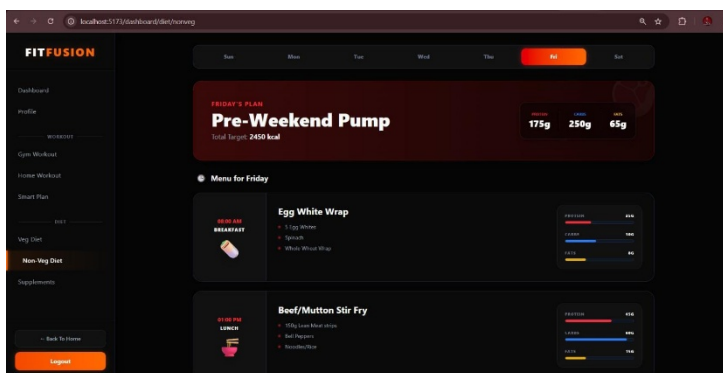 localhost:5173/dashboard/diet/nonveg
FITFUSION
Sun Mon Tue Wed Thu Fri Sat
Dashboard
Profile
WORKOUT
Gym Workout
Home Workout
Smart Plan
DIET
Veg Diet
Non-Veg Diet
Supplements
← Back To Home
Logout
FRIDAY'S PLAN
Pre-Weekend Pump
Total Target: 2450 kcal
PROTEIN CARBS FATS
175g 250g 65g
Menu for Friday
08:00 AM
BREAKFAST
Egg White Wrap
5 Egg Whites
Spinach
Whole Wheat Wrap
PROTEIN
CARBS
FATS
01:00 PM
LUNCH
Beef/Mutton Stir Fry
150g Lean Meat strips
Bell Peppers
Noodles/Rice
PROTEIN
CARBS
FATS